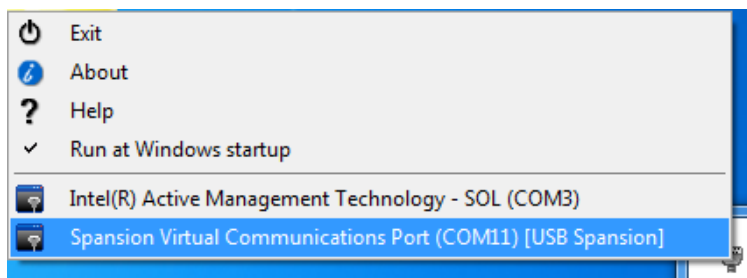 Exit
About
Help
Run at Windows startup
Intel(R) Active Management Technology - SOL (COM3)
Spansion Virtual Communications Port (COM11) [USB Spansion]